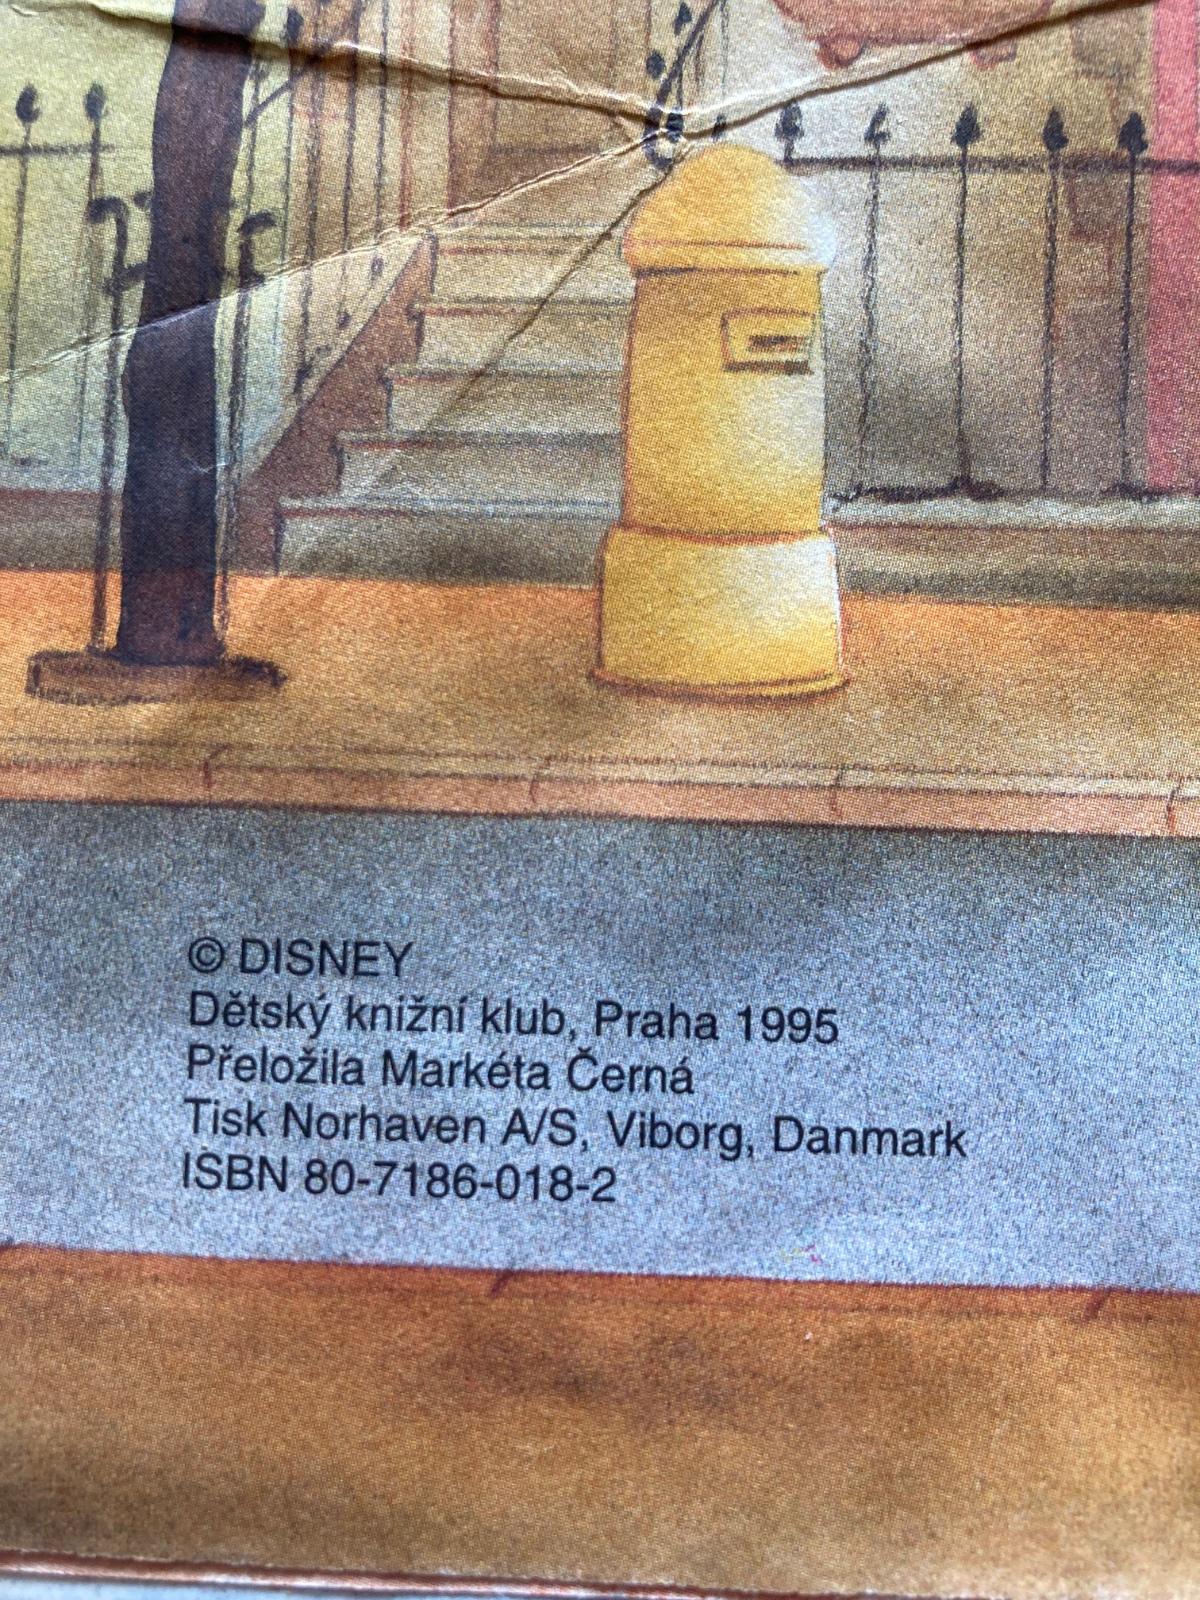 © DISNEY
Dětský knižní klub, Praha 1995
Přeložila Markéta Černá
Tisk Norhaven A/S, Viborg, Danmark
ISBN 80-7186-018-2